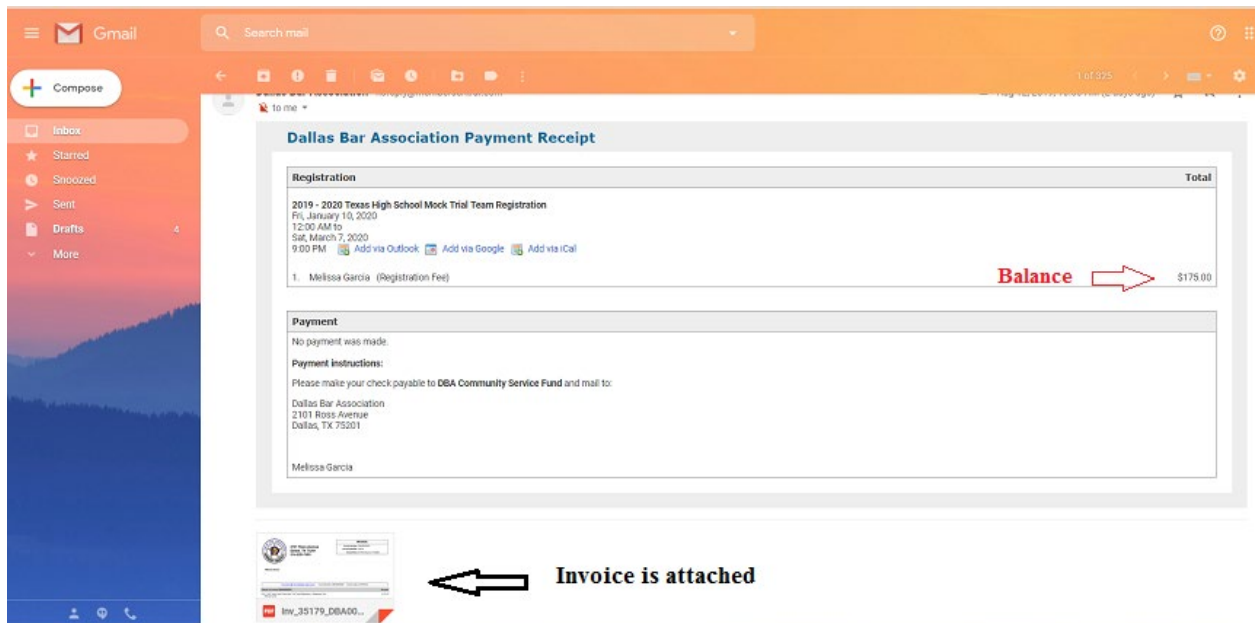 Gmail
Search mail
Compose
1 of 325
Inbox
Starred
Snoozed
Sent
Drafts 4
More
to me
Dallas Bar Association Payment Receipt
Registration Total
2019 - 2020 Texas High School Mock Trial Team Registration
Fri, January 10, 2020
12:00 AM to
Sat, March 7, 2020
9:00 PM Add via Outlook Add via Google Add via iCal
1. Melissa Garcia (Registration Fee) Balance $175.00
Payment
No payment was made.
Payment instructions:
Please make your check payable to DBA Community Service Fund and mail to:
Dallas Bar Association
2101 Ross Avenue
Dallas, TX 75201
Melissa Garcia
Invoice is attached
PDF Inv_35179_DBA00...